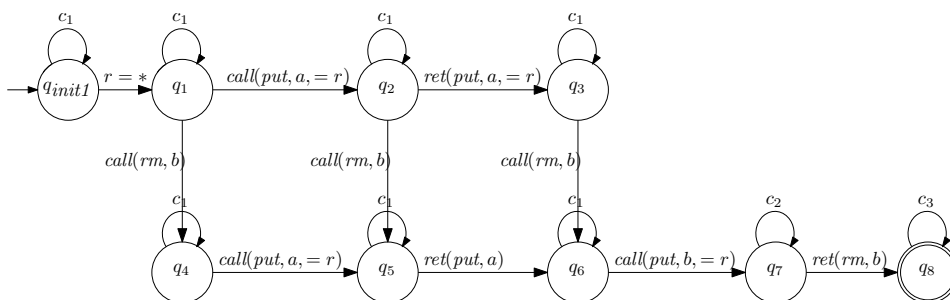 c1 c1 c1 c1
qinit1 r = ∗ q1 call(put, a, = r) q2 ret(put, a, = r) q3
call(rm, b) call(rm, b) call(rm, b)
c1 c1 c1 c2 c3
q4 call(put, a, = r) q5 ret(put, a) q6 call(put, b, = r) q7 ret(rm, b) q8